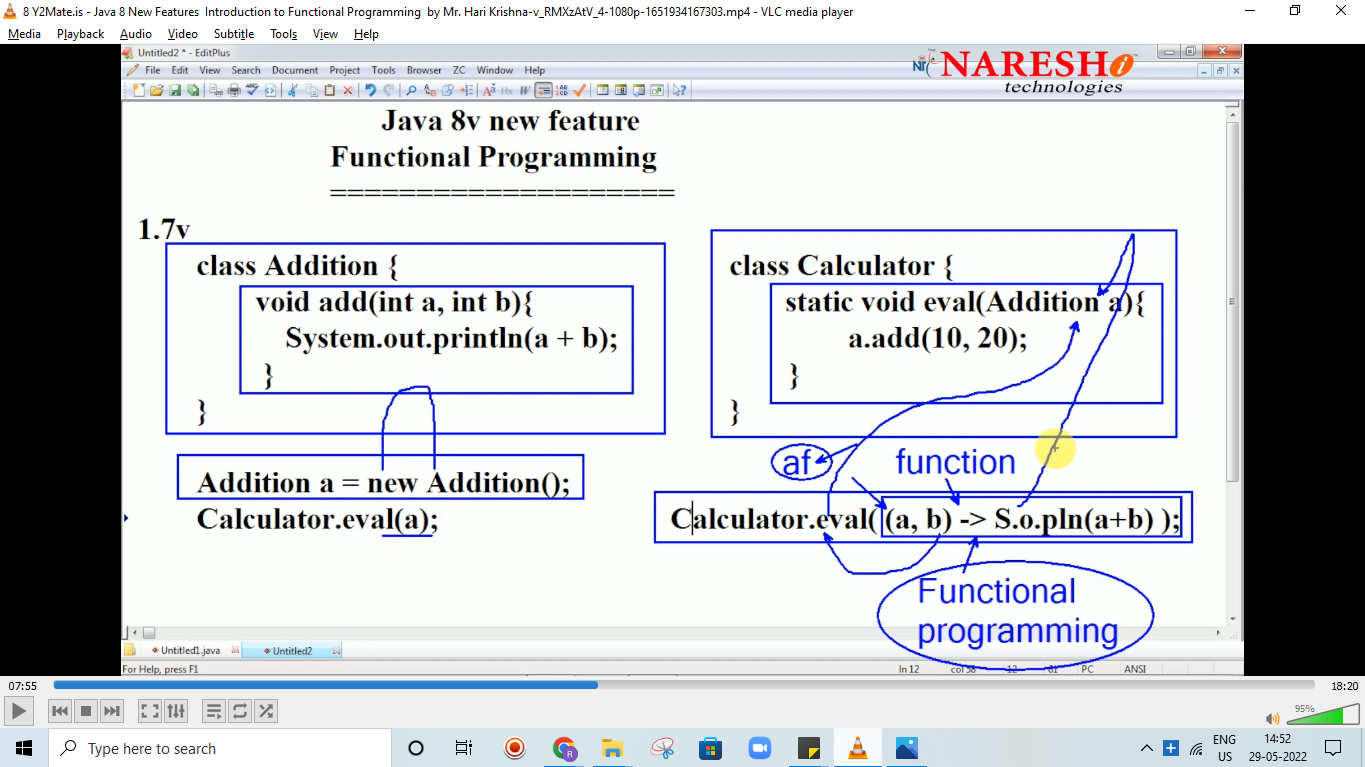 8 Y2Mate.is - Java 8 New Features Introduction to Functional Programming by Mr. Hari Krishna-v_RMXzAtV_4-1080p-1651934167303.mp4 - VLC media player
Media Playback Audio Video Subtitle Tools View Help
Untitled2 * - EditPlus
File Edit View Search Document Project Tools Browser ZC Window Help
NARESH i
technologies
Java 8v new feature
Functional Programming
====================
1.7v
class Addition {
void add(int a, int b){
System.out.println(a + b);
}
}
Addition a = new Addition();
Calculator.eval(a);
class Calculator {
static void eval(Addition a){
a.add(10, 20);
}
}
af function
Calculator.eval( (a, b) -> S.o.pln(a+b) );
Functional
programming
Untitled1.java Untitled2
For Help, press F1 ln 12 col 58 12 81 PC ANSI
07:55 18:20
95%
Type here to search
ENG
US
14:52
29-05-2022